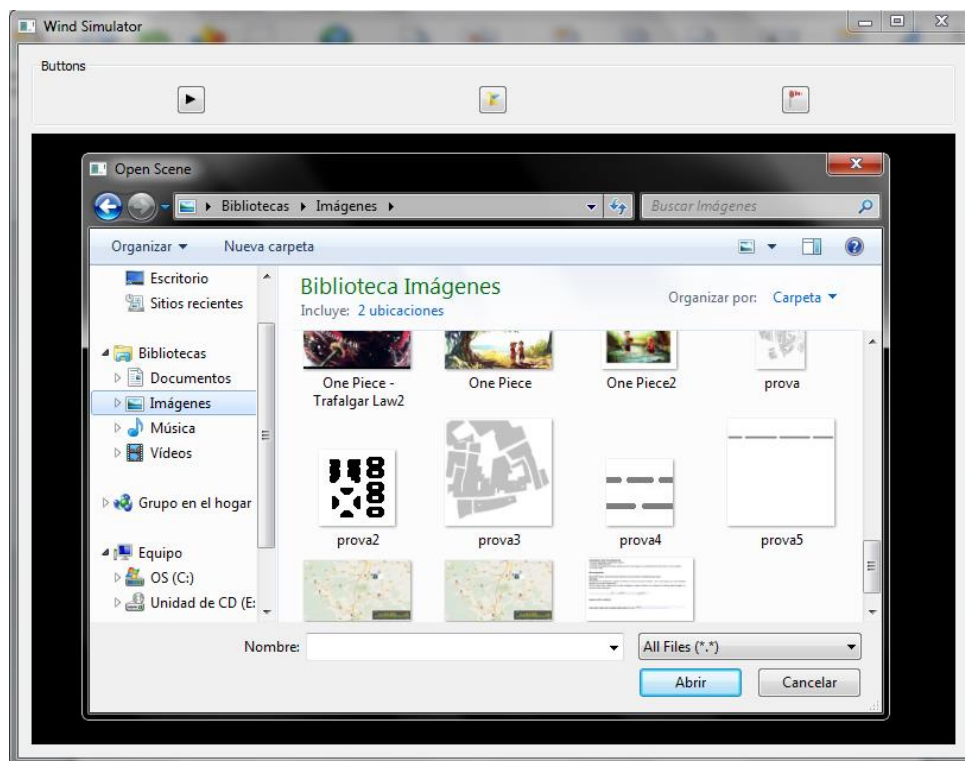 Wind Simulator
Buttons
Open Scene
Bibliotecas
Imágenes
Buscar Imágenes
Organizar
Nueva carpeta
Escritorio
Sitios recientes
Bibliotecas
Documentos
Imágenes
Música
Vídeos
Grupo en el hogar
Equipo
OS (C:)
Unidad de CD (E:
Biblioteca Imágenes
Incluye: 2 ubicaciones
Organizar por: Carpeta
One Piece -
Trafalgar Law2
One Piece
One Piece2
prova
prova2
prova3
prova4
prova5
Nombre:
All Files (*.*)
Abrir
Cancelar